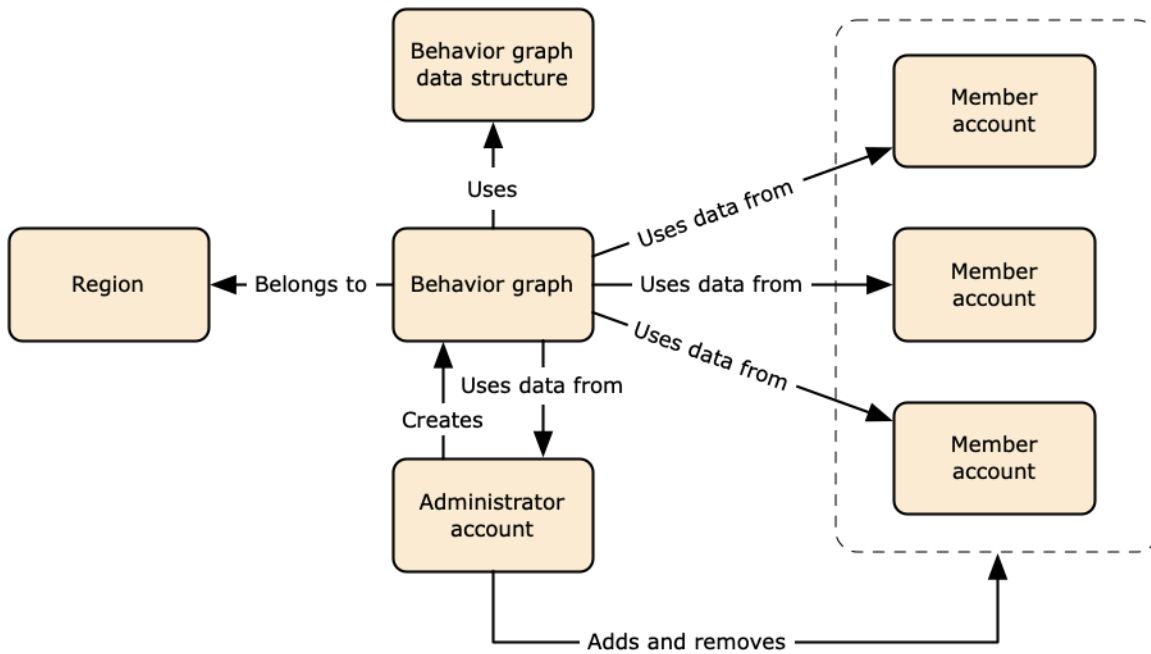 Behavior graph
data structure
Uses
Member
account
Uses data from
Region
Belongs to
Behavior graph
Uses data from
Member
account
Uses data from
Uses data from
Creates
Member
account
Administrator
account
Adds and removes